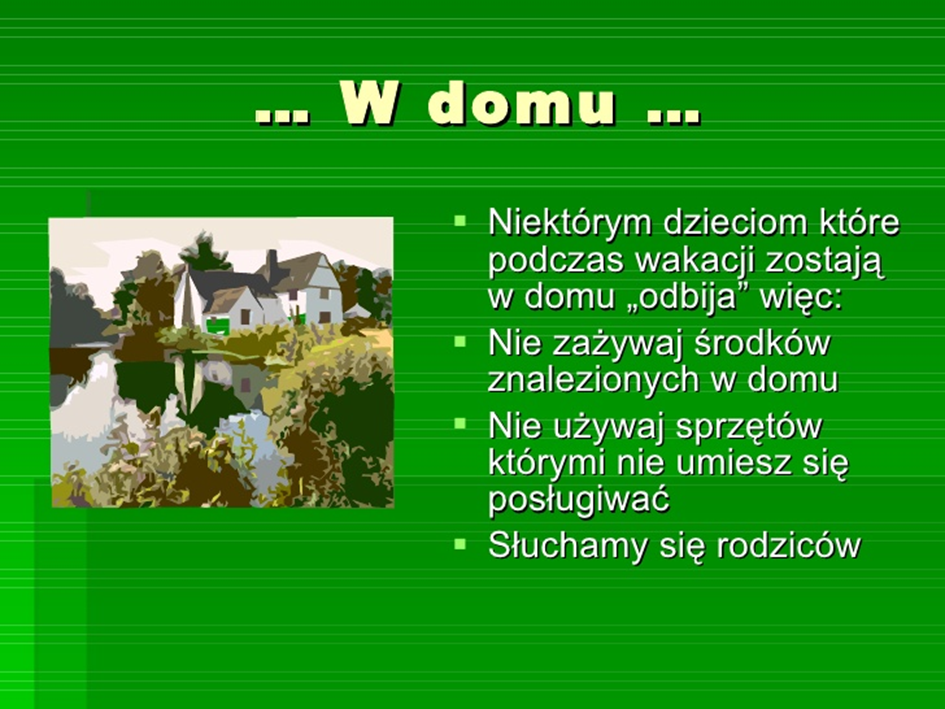 ... W domu ...
Niektórym dzieciom które
podczas wakacji zostają
w domu „odbija” więc:
Nie zażywaj środków
znalezionych w domu
Nie używaj sprzętów
którymi nie umiesz się
posługiwać
Słuchamy się rodziców